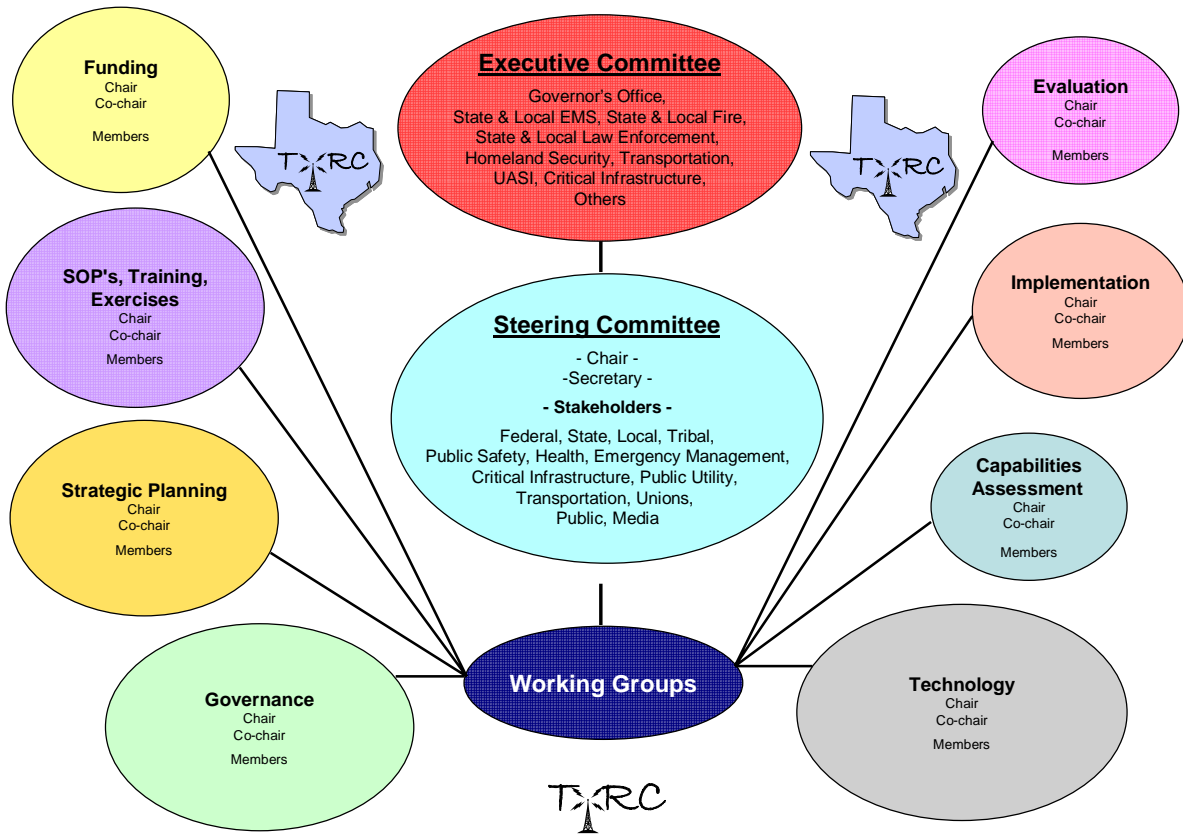 Funding
Chair
Co-chair
Members
Executive Committee
Governor's Office,
State & Local EMS, State & Local Fire,
State & Local Law Enforcement,
Homeland Security, Transportation,
UASI, Critical Infrastructure,
Others
Evaluation
Chair
Co-chair
Members
TXRC
TXRC
SOP's, Training,
Exercises
Chair
Co-chair
Members
Steering Committee
- Chair -
-Secretary -
- Stakeholders -
Federal, State, Local, Tribal,
Public Safety, Health, Emergency Management,
Critical Infrastructure, Public Utility,
Transportation, Unions,
Public, Media
Implementation
Chair
Co-chair
Members
Strategic Planning
Chair
Co-chair
Members
Capabilities
Assessment
Chair
Co-chair
Members
Governance
Chair
Co-chair
Members
Working Groups
Technology
Chair
Co-chair
Members
TXRC